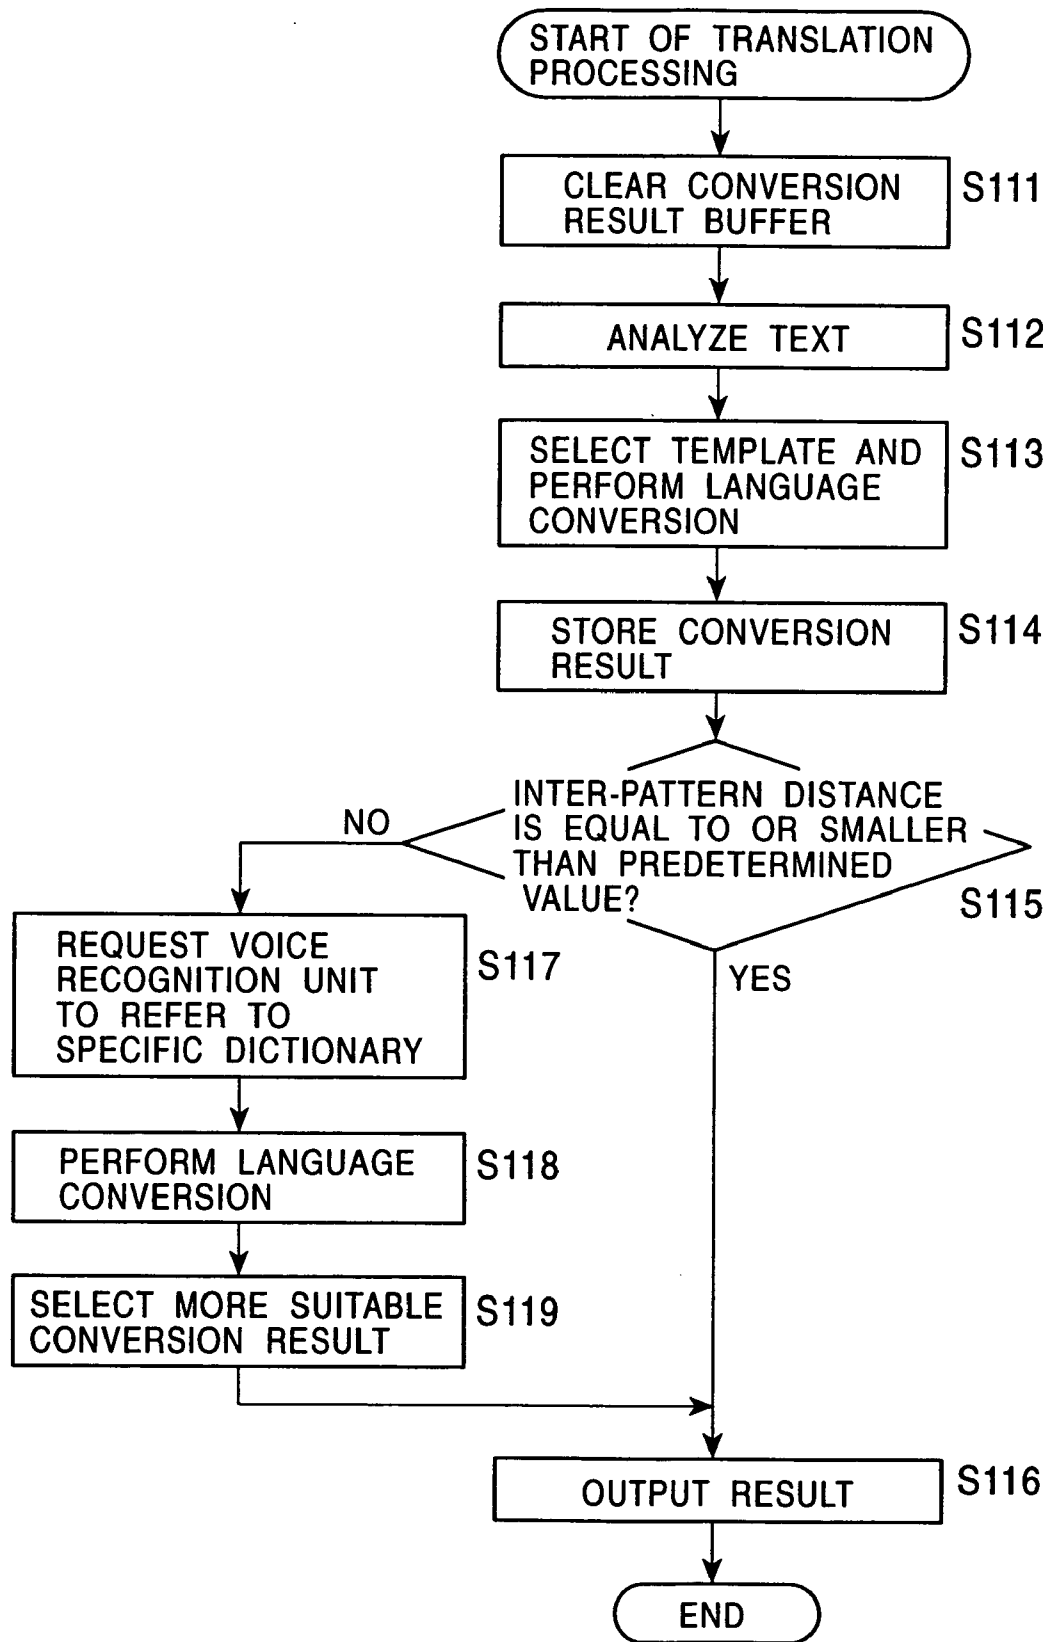 START OF TRANSLATION
PROCESSING
CLEAR CONVERSION
RESULT BUFFER
S111
ANALYZE TEXT
S112
SELECT TEMPLATE AND
PERFORM LANGUAGE
CONVERSION
S113
STORE CONVERSION
RESULT
S114
INTER-PATTERN DISTANCE
IS EQUAL TO OR SMALLER
THAN PREDETERMINED
VALUE?
S115
NO
YES
REQUEST VOICE
RECOGNITION UNIT
TO REFER TO
SPECIFIC DICTIONARY
S117
PERFORM LANGUAGE
CONVERSION
S118
SELECT MORE SUITABLE
CONVERSION RESULT
S119
OUTPUT RESULT
S116
END